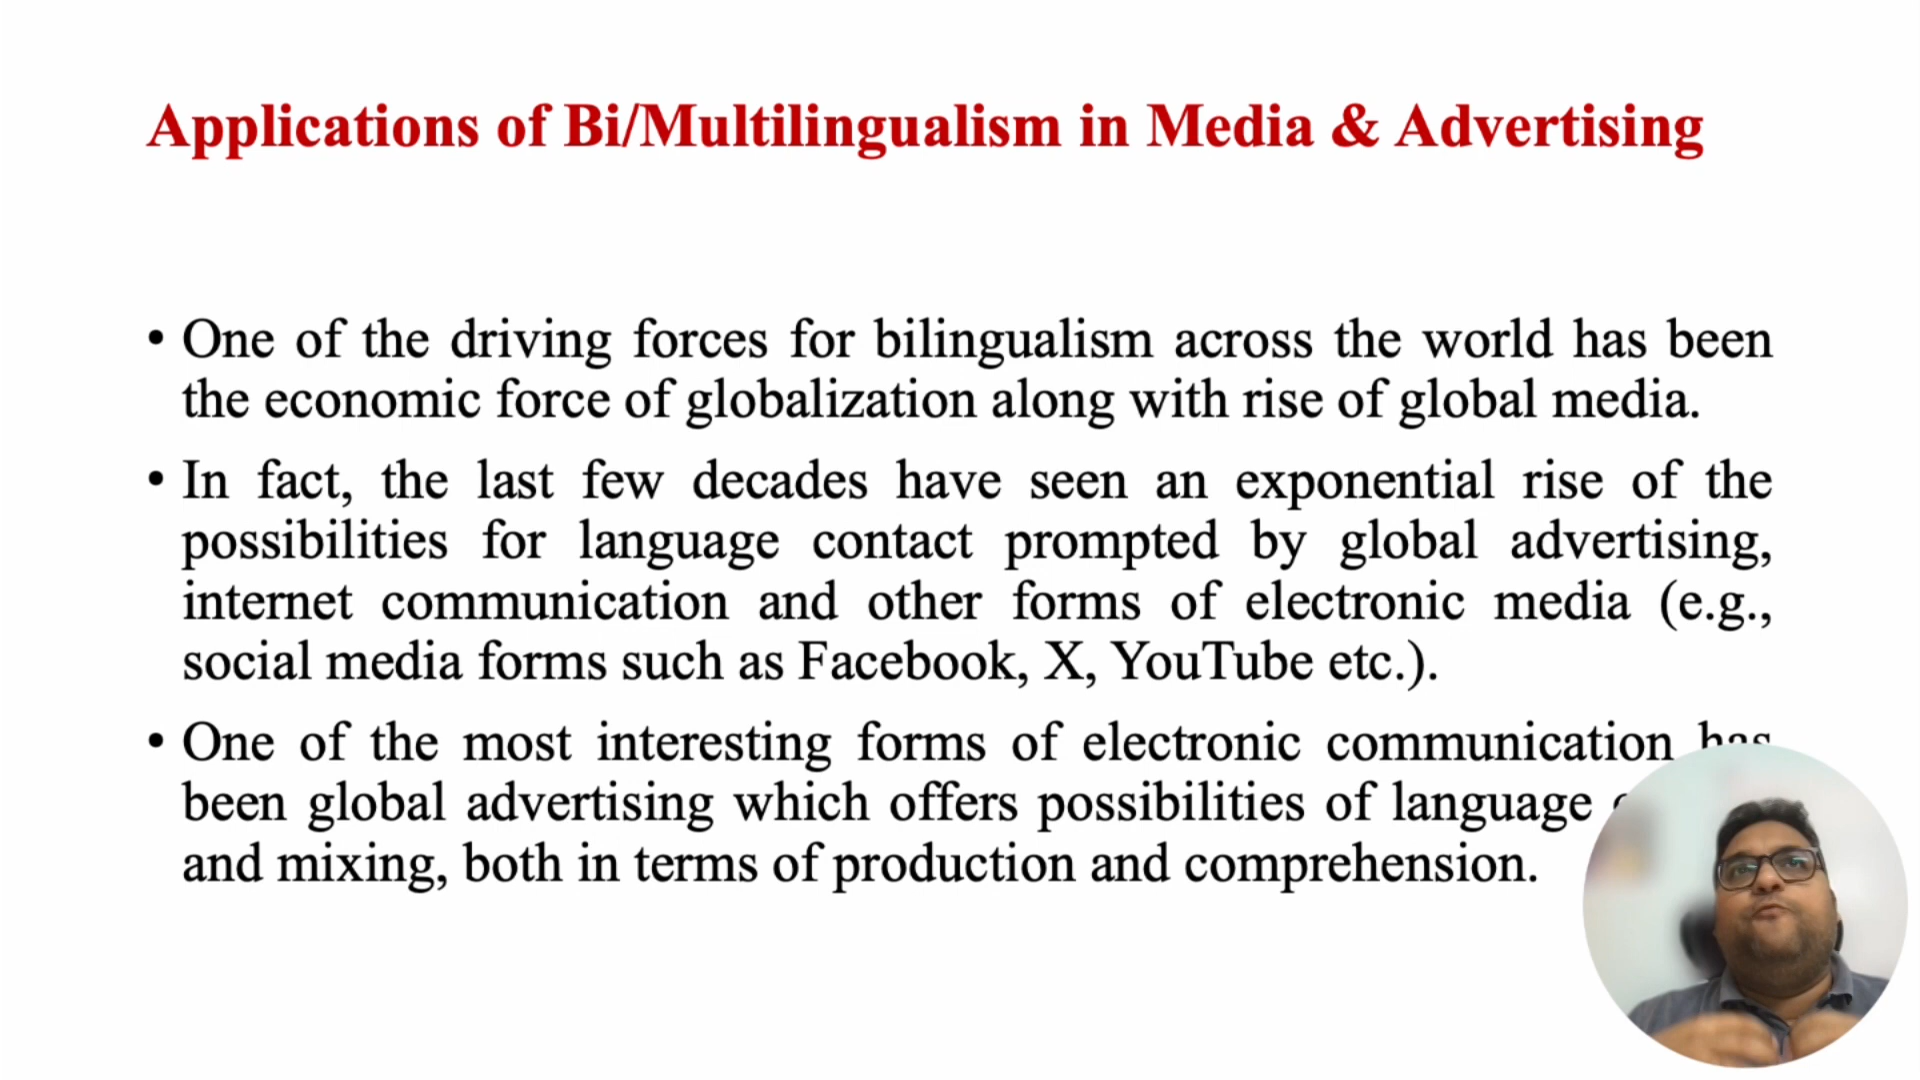 Applications of Bi/Multilingualism in Media & Advertising
• One of the driving forces for bilingualism across the world has been
the economic force of globalization along with rise of global media.
• In fact, the last few decades have seen an exponential rise of the
possibilities for language contact prompted by global advertising,
internet communication and other forms of electronic media (e.g.,
social media forms such as Facebook, X, YouTube etc.).
• One of the most interesting forms of electronic communication has
been global advertising which offers possibilities of language
and mixing, both in terms of production and comprehension.